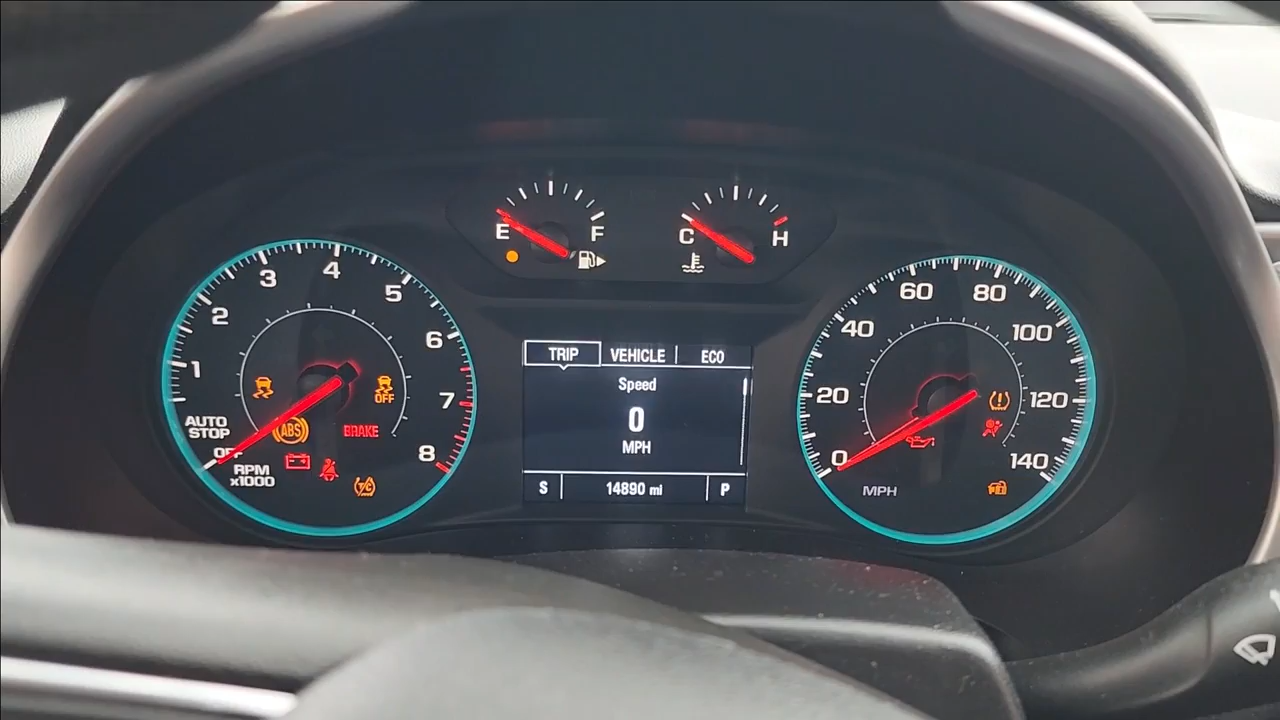 E
F
C
H
1
2
3
4
5
6
7
8
AUTO
STOP
OFF
RPM
x1000
OFF
ABS
BRAKE
T/C
TRIP
VEHICLE
ECO
Speed
0
MPH
S
14890 mi
P
0
20
40
60
80
100
120
140
MPH